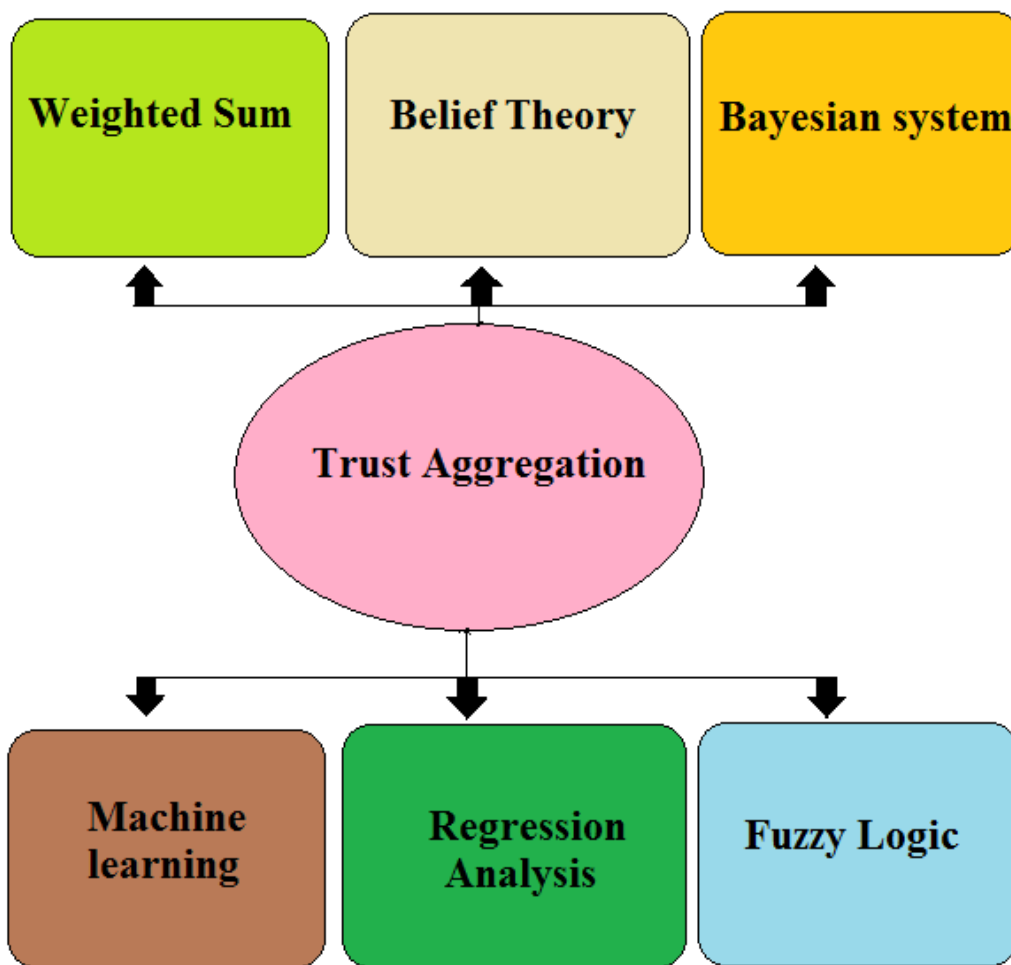 Weighted Sum
Belief Theory
Bayesian system
Trust Aggregation
Machine
learning
Regression
Analysis
Fuzzy Logic